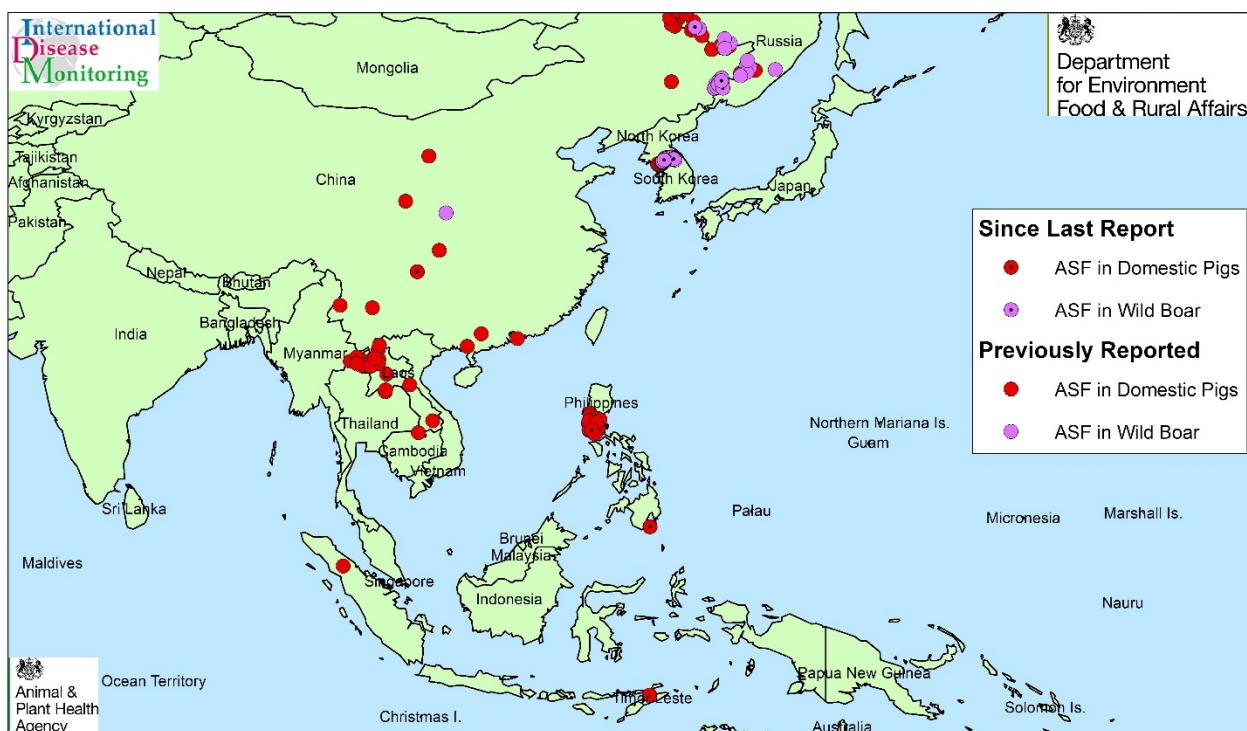 International
Disease
Monitoring
Department
for Environment
Food & Rural Affairs
Russia
Mongolia
Kyrgyzstan
North Korea
Tajikistan
China
South Korea
Japan
Afghanistan
Pakistan
Nepal
Bhutan
Bangladesh
India
Myanmar
Laos
Thailand
Cambodia
Vietnam
Philippines
Northern Mariana Is.
Guam
Since Last Report
ASF in Domestic Pigs
ASF in Wild Boar
Previously Reported
ASF in Domestic Pigs
ASF in Wild Boar
Sri Lanka
Palau
Micronesia
Marshall Is.
Maldives
Brunei
Malaysia
Singapore
Indonesia
Nauru
Papua New Guinea
Ocean Territory
Timor Leste
Solomon Is.
Christmas I.
Australia
Animal &
Plant Health
Agency